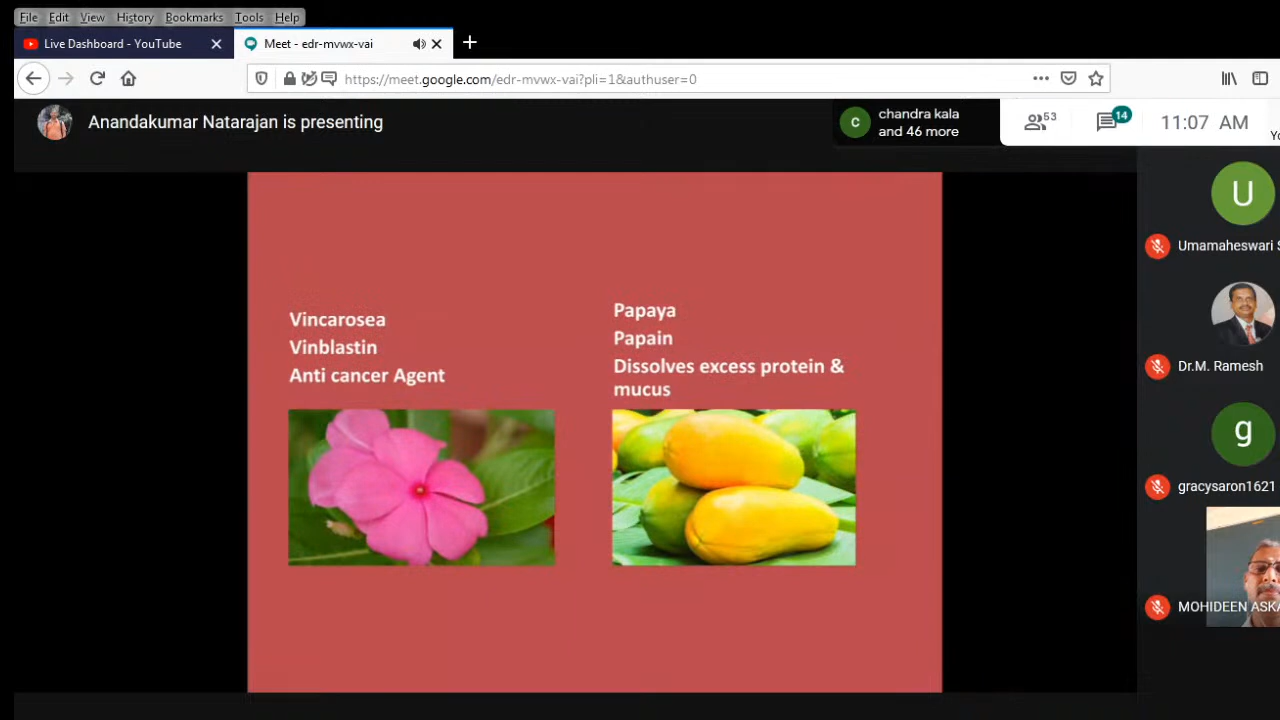 File Edit View History Bookmarks Tools Help
Live Dashboard - YouTube
Meet - edr-mvwx-vai
https://meet.google.com/edr-mvwx-vai?pli=1&authuser=0
Anandakumar Natarajan is presenting
C
chandra kala
and 46 more
53
14
11:07 AM
U
Umamaheswari S
Dr.M. Ramesh
g
gracysaron1621
MOHIDEEN ASKA
Vincarosea
Vinblastin
Anti cancer Agent
Papaya
Papain
Dissolves excess protein &
mucus